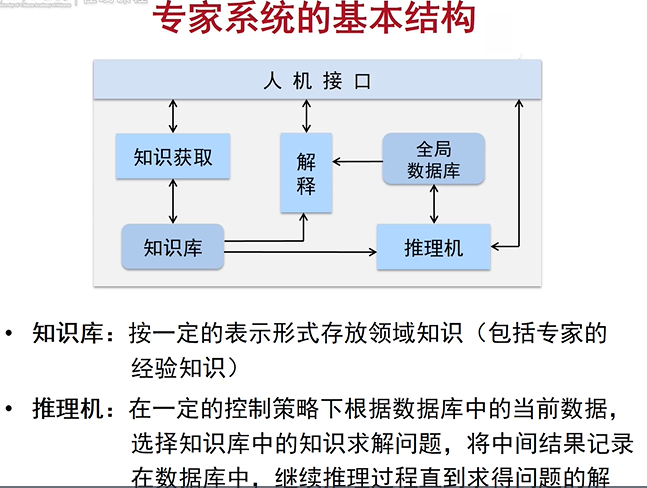 专家系统的基本结构
人机接口
知识获取
解
释
全局
数据库
知识库
推理机
• 知识库：按一定的表示形式存放领域知识（包括专家的
经验知识）
• 推理机：在一定的控制策略下根据数据库中的当前数据，
选择知识库中的知识求解问题，将中间结果记录
在数据库中，继续推理过程直到求得问题的解